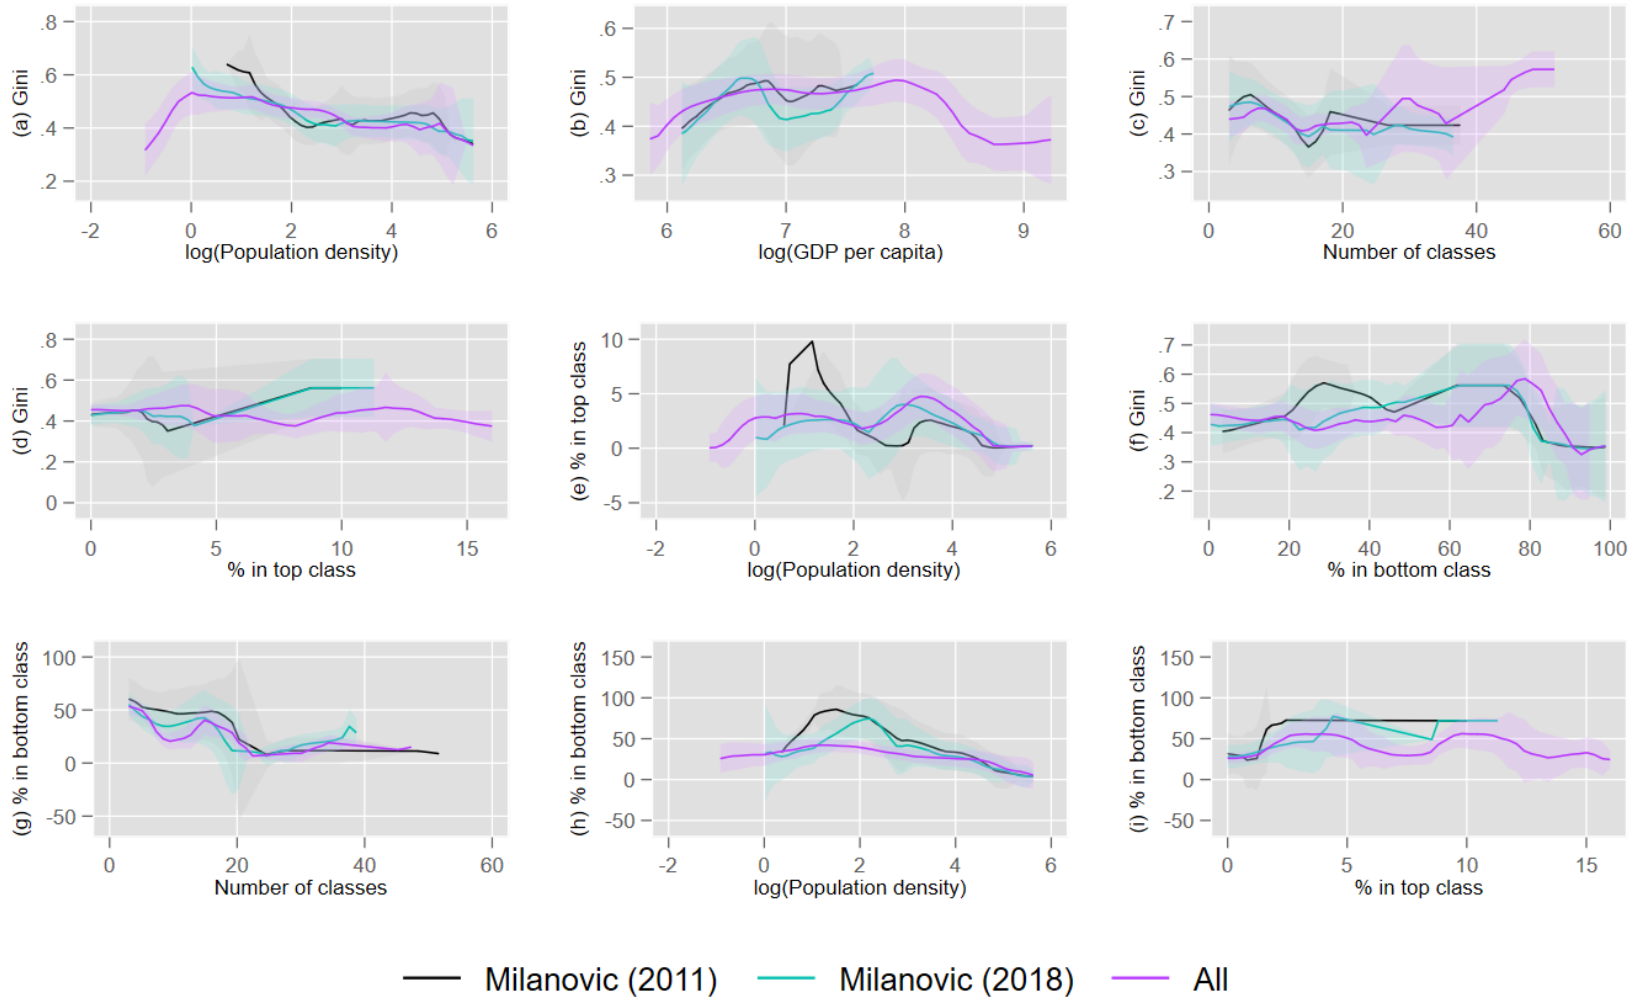 (a) Gini
.8
.6
.4
.2
-2 0 2 4 6
log(Population density)
(b) Gini
.6
.5
.4
.3
6 7 8 9
log(GDP per capita)
(c) Gini
.7
.6
.5
.4
.3
0 20 40 60
Number of classes
(d) Gini
.8
.6
.4
.2
0
0 5 10 15
% in top class
(e) % in top class
10
5
0
-5
-2 0 2 4 6
log(Population density)
(f) Gini
.7
.6
.5
.4
.3
.2
0 20 40 60 80 100
% in bottom class
(g) % in bottom class
100
50
0
-50
0 20 40 60
Number of classes
(h) % in bottom class
150
100
50
0
-50
-2 0 2 4 6
log(Population density)
(i) % in bottom class
150
100
50
0
-50
0 5 10 15
% in top class
Milanovic (2011) Milanovic (2018) All